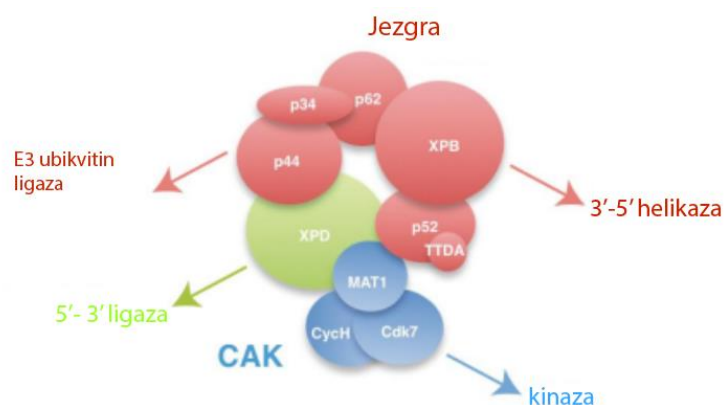 Jezgra
p34
p62
XPB
p44
E3 ubikvitin
ligaza
3'-5' helikaza
p52
XPD
TTDA
MAT1
5'- 3' ligaza
CycH
Cdk7
CAK
kinaza